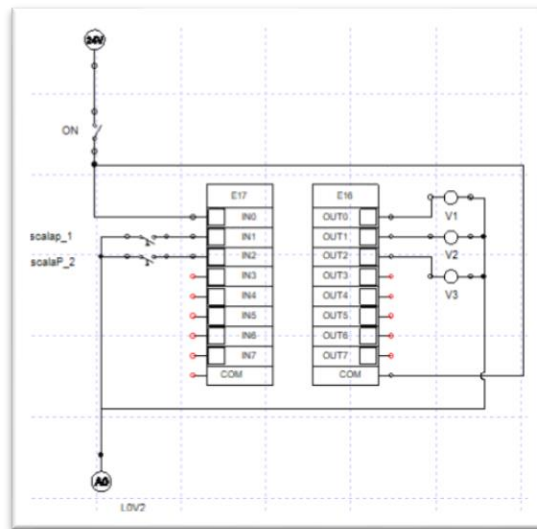 24V
ON
E17
IN0
IN1
IN2
IN3
IN4
IN5
IN6
IN7
COM
scalap_1
scalaP_2
E16
OUT0
OUT1
OUT2
OUT3
OUT4
OUT5
OUT6
OUT7
COM
V1
V2
V3
L0V2